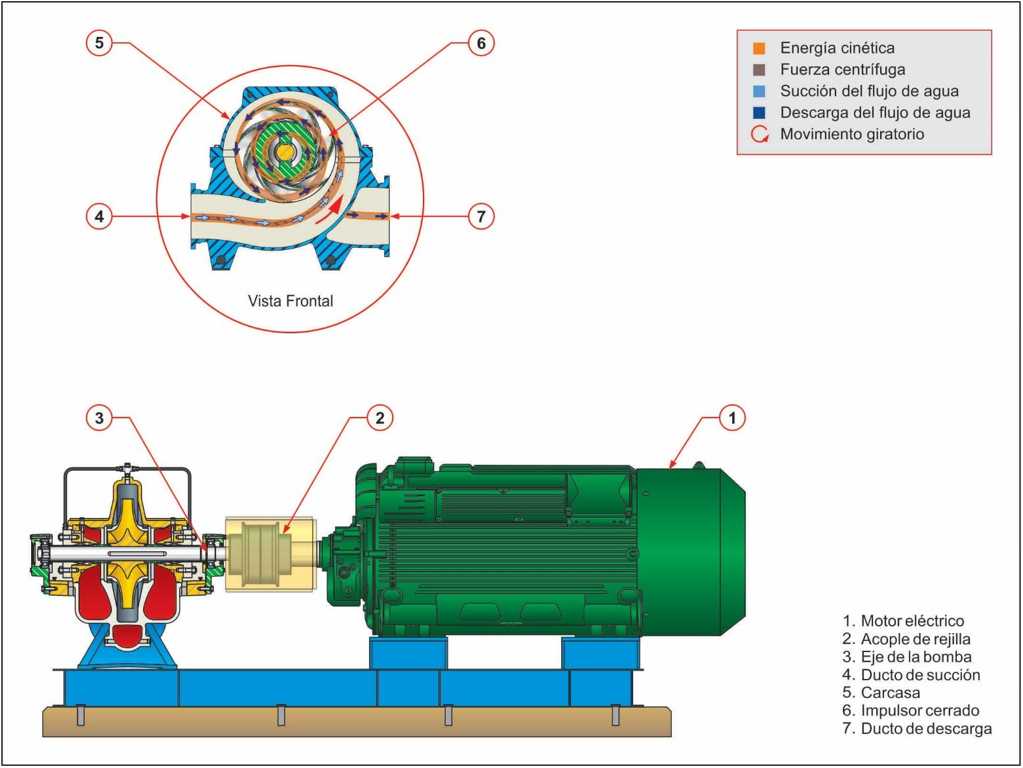 5
6
Energía cinética
Fuerza centrífuga
Succión del flujo de agua
Descarga del flujo de agua
Movimiento giratorio
4
7
Vista Frontal
3
2
1
1. Motor eléctrico
2. Acople de rejilla
3. Eje de la bomba
4. Ducto de succión
5. Carcasa
6. Impulsor cerrado
7. Ducto de descarga